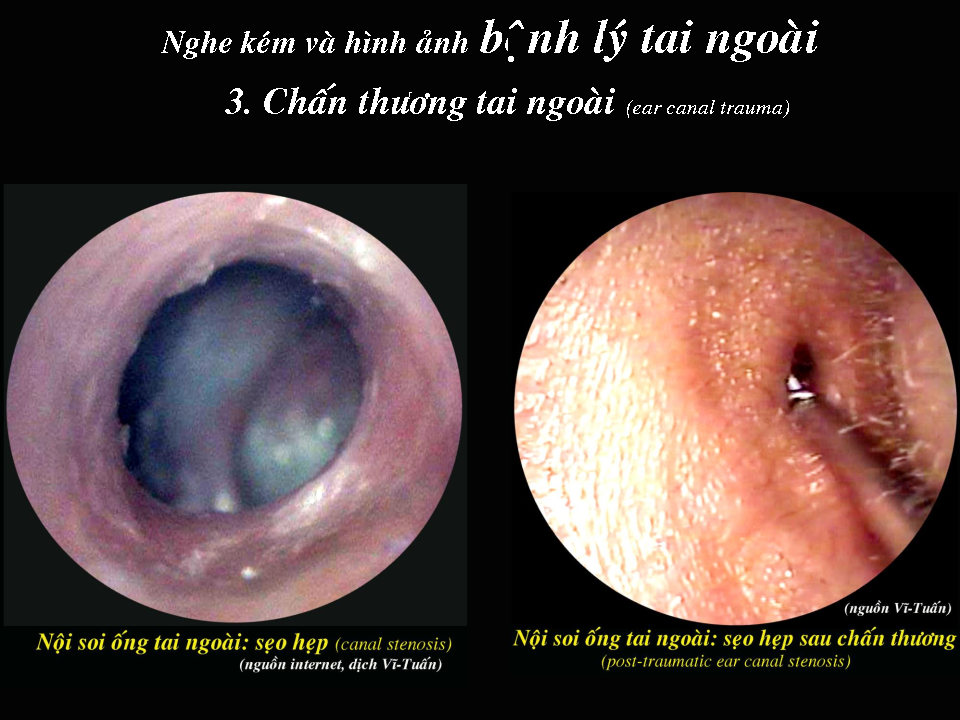 Nghe kém và hình ảnh bệnh lý tai ngoài
3. Chấn thương tai ngoài (ear canal trauma)
(nguồn Vĩ-Tuấn)
Nội soi ống tai ngoài: sẹo hẹp (canal stenosis)
(nguồn internet, dịch Vĩ-Tuấn)
Nội soi ống tai ngoài: sẹo hẹp sau chấn thương
(post-traumatic ear canal stenosis)